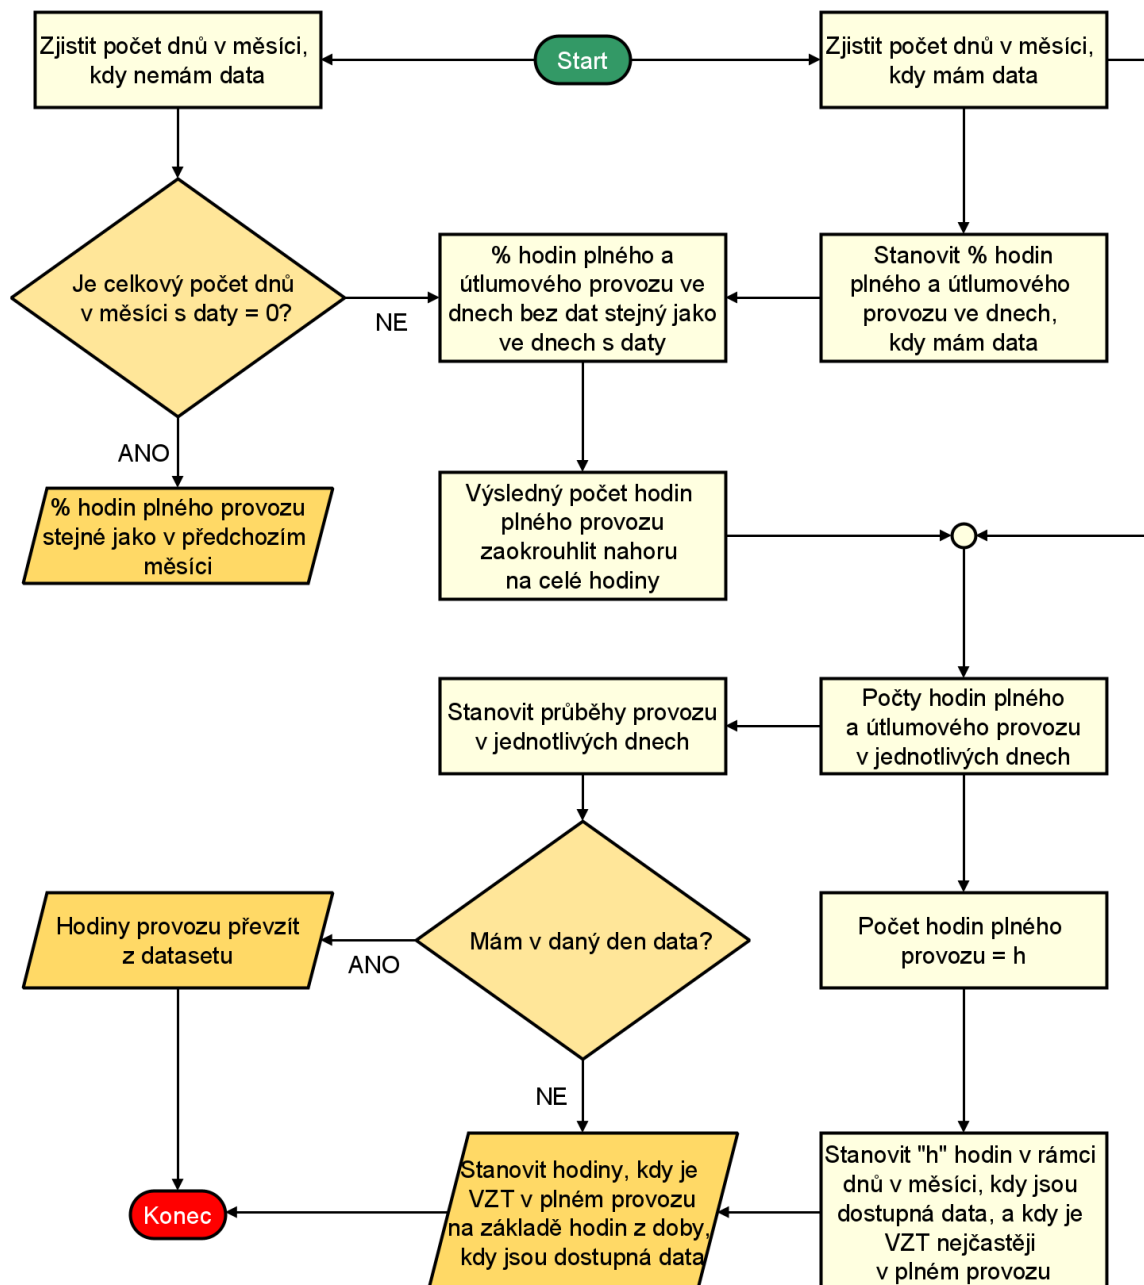 Zjistit počet dnů v měsíci,
kdy nemám data
Start
Zjistit počet dnů v měsíci,
kdy mám data
Je celkový počet dnů
v měsíci s daty = 0?
NE
% hodin plného a
útlumového provozu ve
dnech bez dat stejný jako
ve dnech s daty
Stanovit % hodin
plného a útlumového
provozu ve dnech,
kdy mám data
ANO
% hodin plného provozu
stejné jako v předchozím
měsíci
Výsledný počet hodin
plného provozu
zaokrouhlit nahoru
na celé hodiny
Stanovit průběhy provozu
v jednotlivých dnech
Počty hodin plného
a útlumového provozu
v jednotlivých dnech
Hodiny provozu převzít
z datasetu
ANO
Mám v daný den data?
Počet hodin plného
provozu = h
NE
Stanovit hodiny, kdy je
VZT v plném provozu
na základě hodin z doby,
kdy jsou dostupná data
Stanovit "h" hodin v rámci
dnů v měsíci, kdy jsou
dostupná data, a kdy je
VZT nejčastěji
v plném provozu
Konec